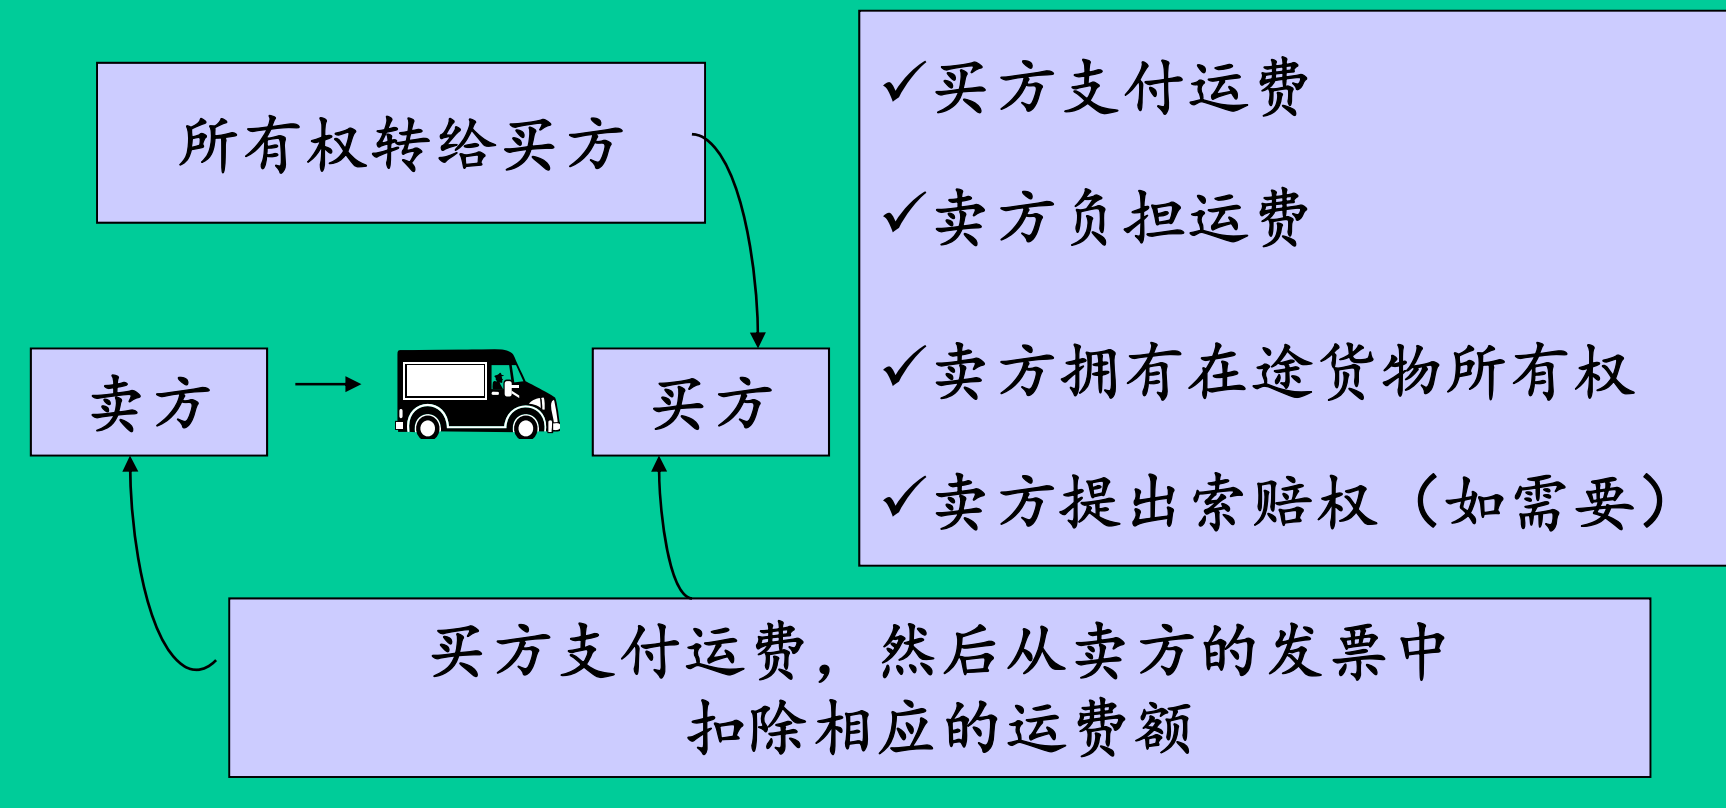 所有权转给买方
卖方
买方
✓买方支付运费
✓卖方负担运费
✓卖方拥有在途货物所有权
✓卖方提出索赔权（如需要）
买方支付运费，然后从卖方的发票中
扣除相应的运费额